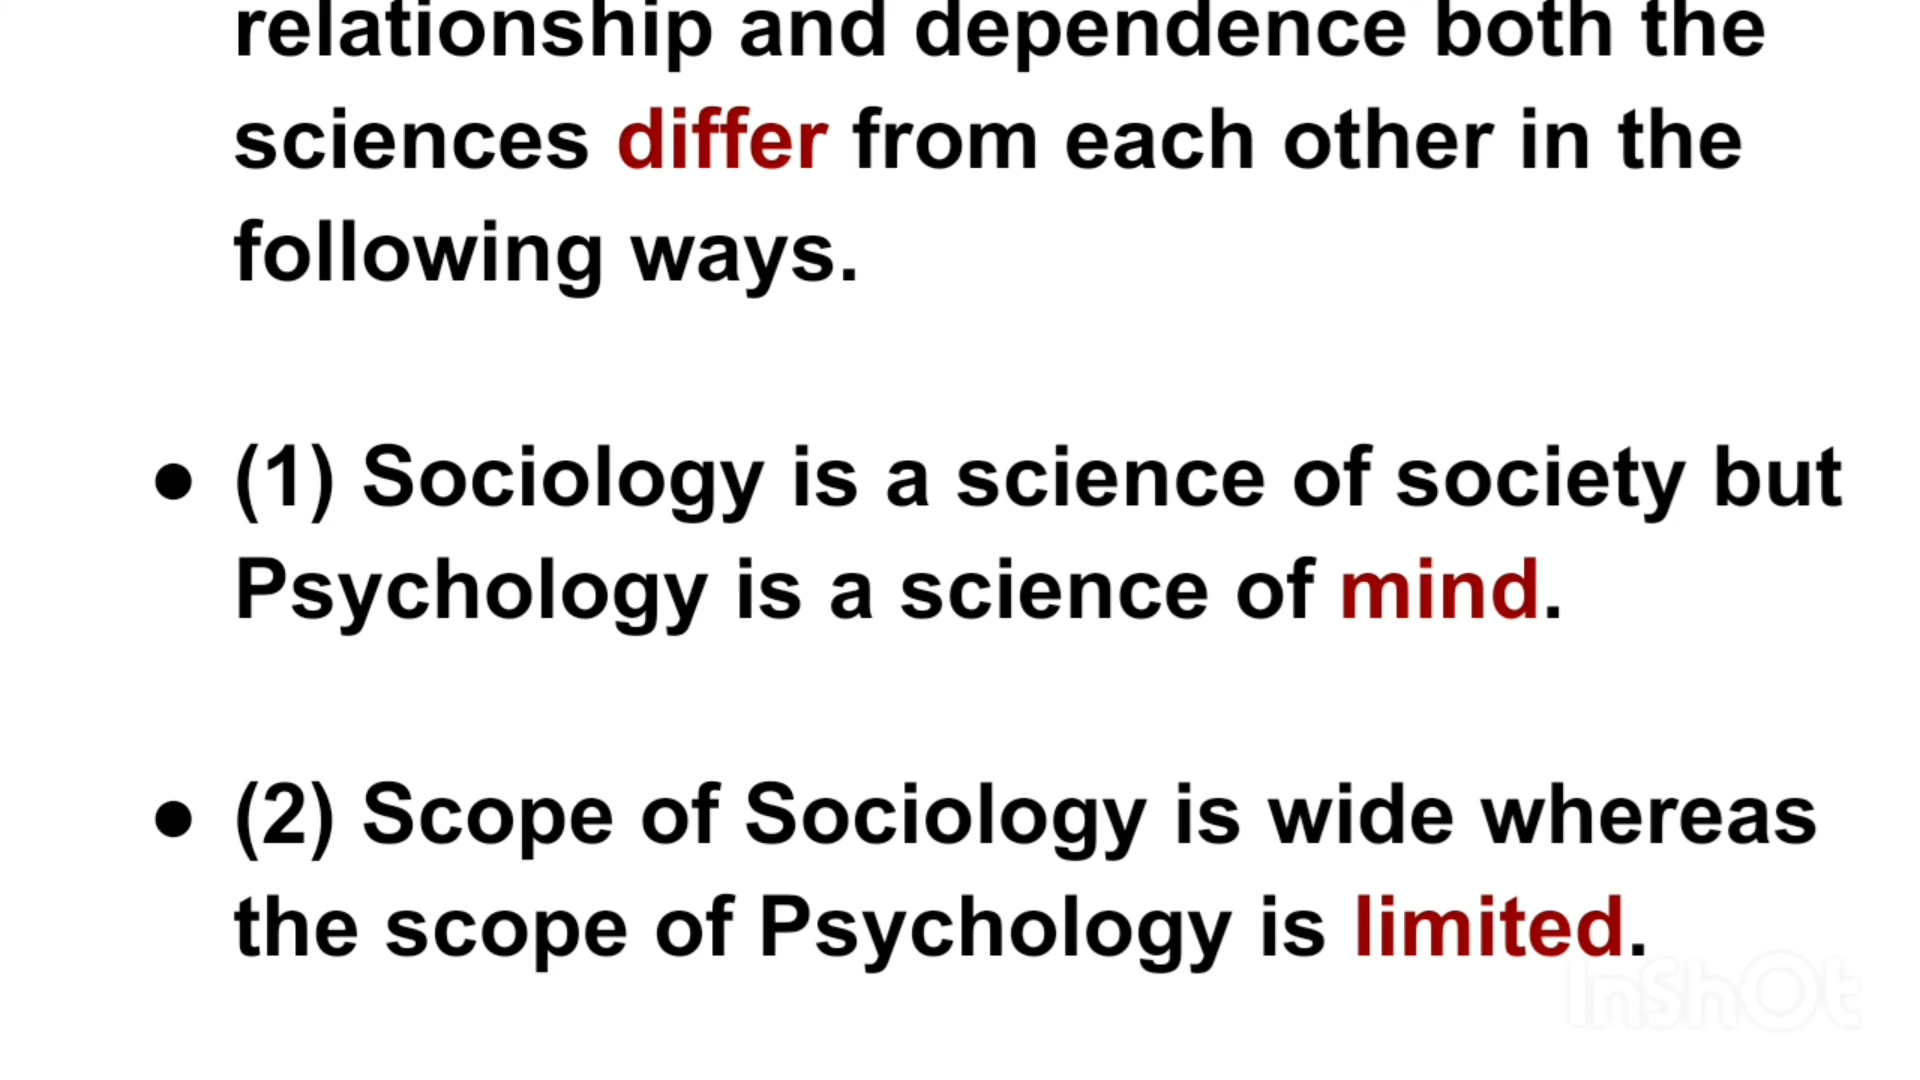 relationship and dependence both the
sciences differ from each other in the
following ways.
● (1) Sociology is a science of society but
Psychology is a science of mind.
● (2) Scope of Sociology is wide whereas
the scope of Psychology is limited.
InShOt